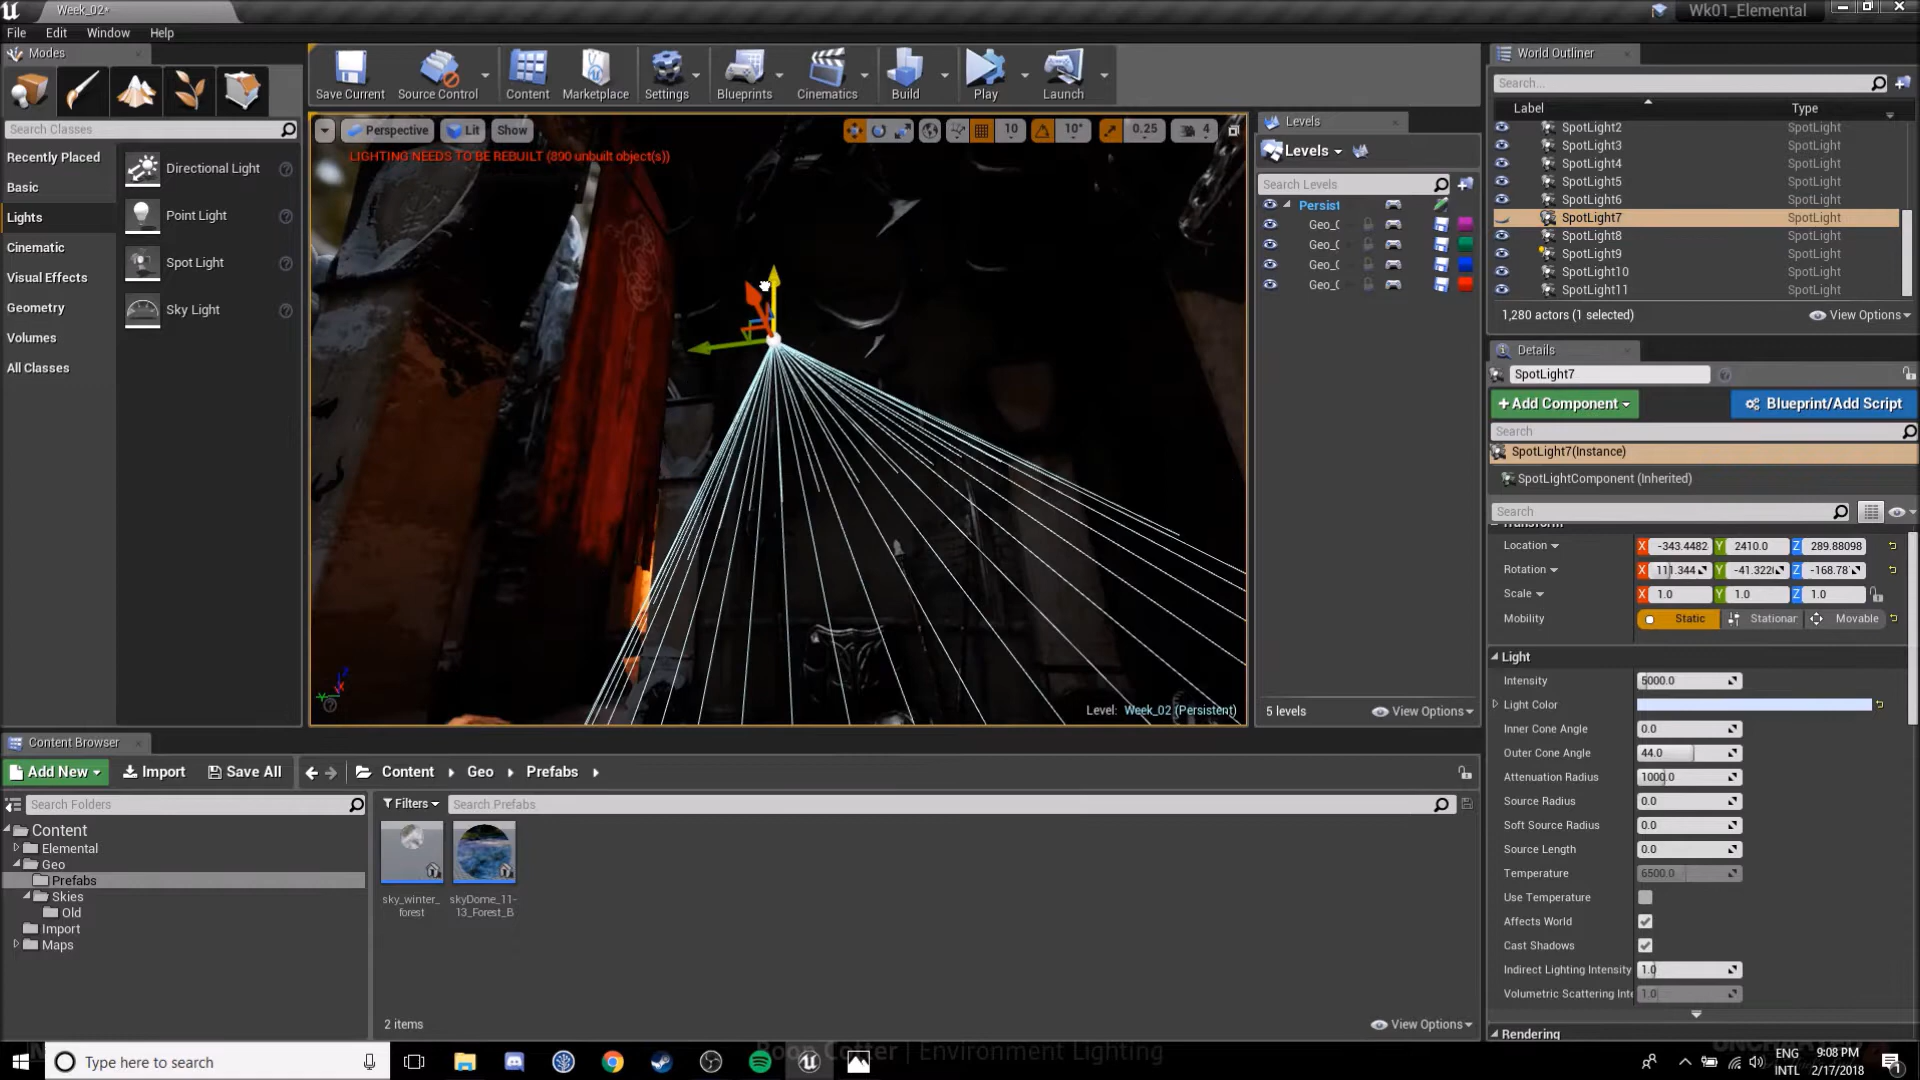 Week_02*
Wk01_Elemental
File
Edit
Window
Help
Modes
Search Classes
Recently Placed
Basic
Lights
Cinematic
Visual Effects
Geometry
Volumes
All Classes
Directional Light
Point Light
Spot Light
Sky Light
Save Current
Source Control
Content
Marketplace
Settings
Blueprints
Cinematics
Build
Play
Launch
Perspective
Lit
Show
10
10°
0.25
4
LIGHTING NEEDS TO BE REBUILT (890 unbuilt object(s))
Level: Week_02 (Persistent)
Levels
Levels
Search Levels
Persist
Geo_
Geo_
Geo_
Geo_
5 levels
View Options
World Outliner
Search...
Label
Type
SpotLight2 SpotLight
SpotLight3 SpotLight
SpotLight4 SpotLight
SpotLight5 SpotLight
SpotLight6 SpotLight
SpotLight7 SpotLight
SpotLight8 SpotLight
SpotLight9 SpotLight
SpotLight10 SpotLight
SpotLight11 SpotLight
1,280 actors (1 selected)
View Options
Details
SpotLight7
+Add Component
Blueprint/Add Script
Search
SpotLight7(Instance)
SpotLightComponent (Inherited)
Search
Transform
Location X -343.4482 Y 2410.0 Z 289.88098
Rotation X 111.344 Y -41.322 Z -168.78
Scale X 1.0 Y 1.0 Z 1.0
Mobility Static Stationar Movable
Light
Intensity 5000.0
Light Color
Inner Cone Angle 0.0
Outer Cone Angle 44.0
Attenuation Radius 1000.0
Source Radius 0.0
Soft Source Radius 0.0
Source Length 0.0
Temperature 6500.0
Use Temperature
Affects World
Cast Shadows
Indirect Lighting Intensity 1.0
Volumetric Scattering Int 1.0
Rendering
Content Browser
Add New
Import
Save All
Content
Geo
Prefabs
Search Folders
Filters
Search Prefabs
Content
Elemental
Geo
Prefabs
Skies
Old
Import
Maps
sky_winter_
forest
skyDome_11-
13_Forest_B
2 items
View Options
Cotter | Environment Lighting
Type here to search
ENG
INTL
9:08 PM
2/17/2018
1